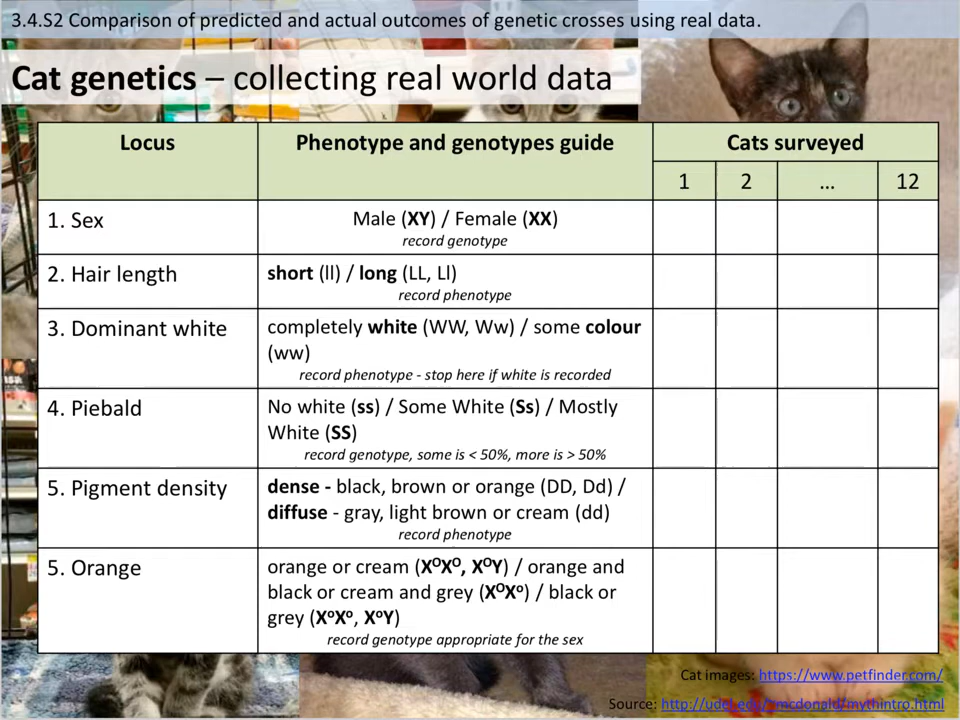 3.4.S2 Comparison of predicted and actual outcomes of genetic crosses using real data.
Cat genetics – collecting real world data
Locus
Phenotype and genotypes guide
Cats surveyed
1 2 ... 12
1. Sex
Male (XY) / Female (XX)
record genotype
2. Hair length
short (ll) / long (LL, Ll)
record phenotype
3. Dominant white
completely white (WW, Ww) / some colour
(ww)
record phenotype - stop here if white is recorded
4. Piebald
No white (ss) / Some White (Ss) / Mostly
White (SS)
record genotype, some is < 50%, more is > 50%
5. Pigment density
dense - black, brown or orange (DD, Dd) /
diffuse - gray, light brown or cream (dd)
record phenotype
5. Orange
orange or cream (XᴼXᴼ, XᴼY) / orange and
black or cream and grey (XᴼXᵒ) / black or
grey (XᵒXᵒ, XᵒY)
record genotype appropriate for the sex
Cat images: https://www.petfinder.com/
Source: http://udel.edu/~mcdonald/mythintro.html